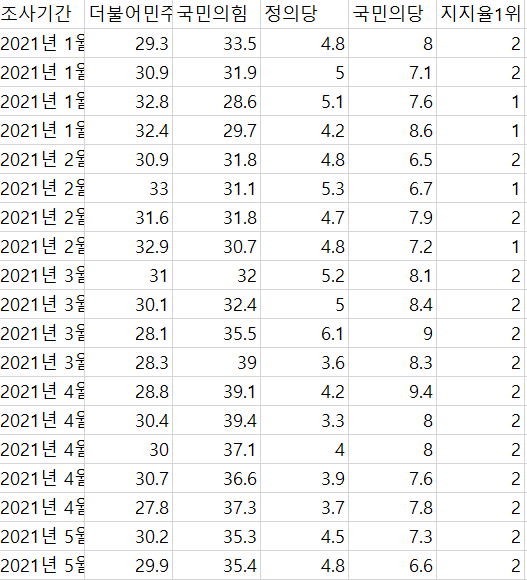 조사기간 더불어민주 국민의힘 정의당 국민의당 지지율1위
2021년 1월 29.3 33.5 4.8 8 2
2021년 1월 30.9 31.9 5 7.1 2
2021년 1월 32.8 28.6 5.1 7.6 1
2021년 1월 32.4 29.7 4.2 8.6 1
2021년 2월 30.9 31.8 4.8 6.5 2
2021년 2월 33 31.1 5.3 6.7 1
2021년 2월 31.6 31.8 4.7 7.9 2
2021년 2월 32.9 30.7 4.8 7.2 1
2021년 3월 31 32 5.2 8.1 2
2021년 3월 30.1 32.4 5 8.4 2
2021년 3월 28.1 35.5 6.1 9 2
2021년 3월 28.3 39 3.6 8.3 2
2021년 4월 28.8 39.1 4.2 9.4 2
2021년 4월 30.4 39.4 3.3 8 2
2021년 4월 30 37.1 4 8 2
2021년 4월 30.7 36.6 3.9 7.6 2
2021년 4월 27.8 37.3 3.7 7.8 2
2021년 5월 30.2 35.3 4.5 7.3 2
2021년 5월 29.9 35.4 4.8 6.6 2